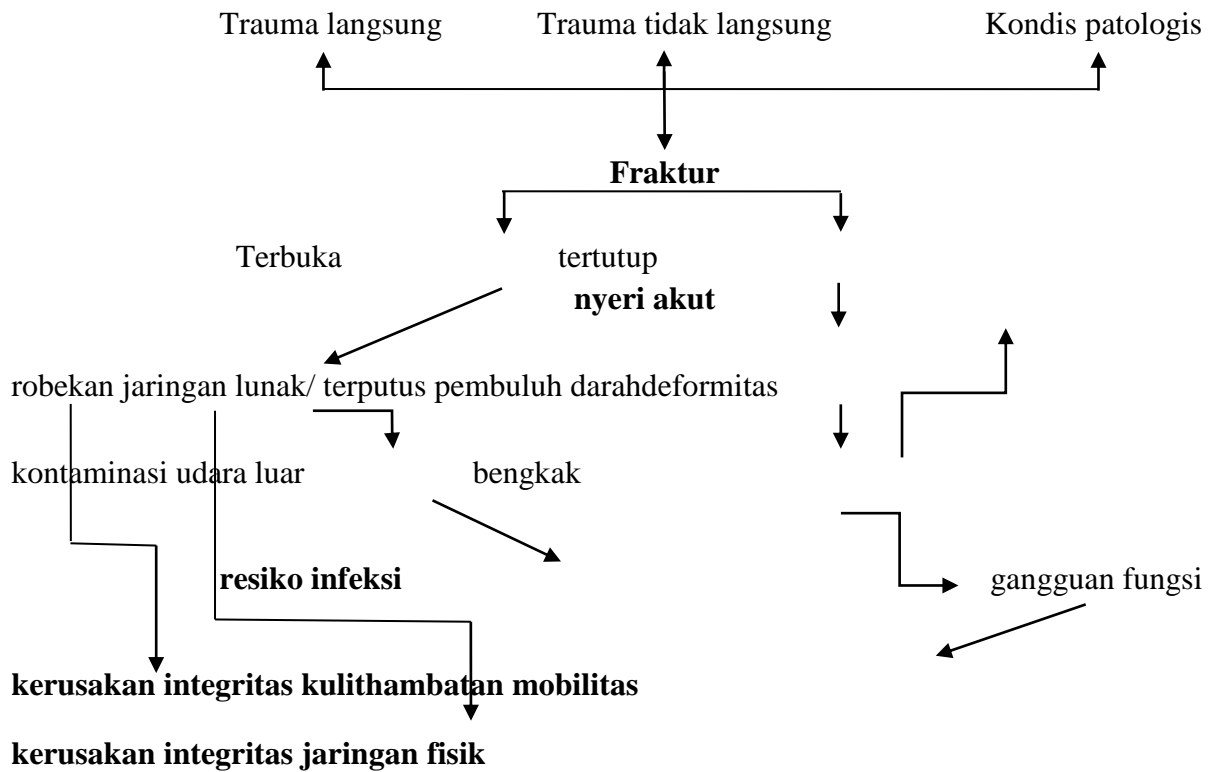 Trauma langsung Trauma tidak langsung Kondis patologis
Fraktur
Terbuka tertutup
nyeri akut
robekan jaringan lunak/ terputus pembuluh darahdeformitas
kontaminasi udara luar bengkak
resiko infeksi gangguan fungsi
kerusakan integritas kulithambatan mobilitas
kerusakan integritas jaringan fisik